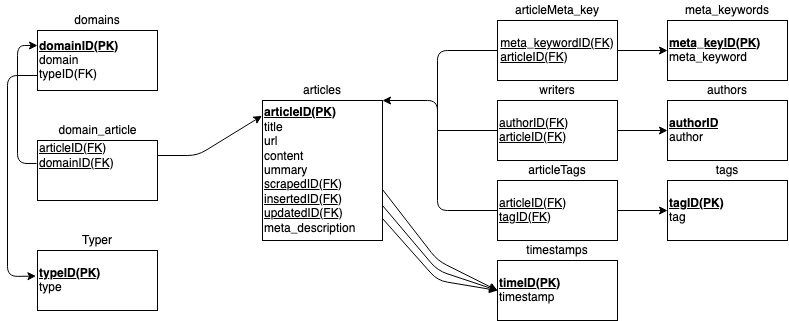 domains
domainID(PK)
domain
typeID(FK)
domain_article
articleID(FK)
domainID(FK)
Typer
typeID(PK)
type
articles
articleID(PK)
title
url
content
ummary
scrapedID(FK)
insertedID(FK)
updatedID(FK)
meta_description
articleMeta_key
meta_keywordID(FK)
articleID(FK)
meta_keywords
meta_keyID(PK)
meta_keyword
writers
authorID(FK)
articleID(FK)
authors
authorID
author
articleTags
articleID(FK)
tagID(FK)
tags
tagID(PK)
tag
timestamps
timeID(PK)
timestamp